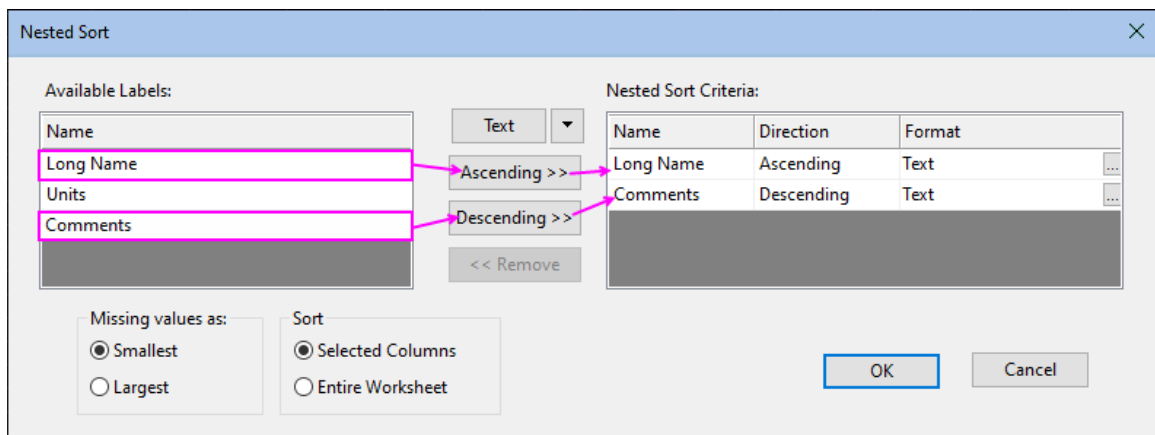 Nested Sort
Available Labels:
Name
Long Name
Units
Comments
Text
Ascending >>
Descending >>
<< Remove
Nested Sort Criteria:
Name Direction Format
Long Name Ascending Text ...
Comments Descending Text ...
Missing values as:
Smallest
Largest
Sort
Selected Columns
Entire Worksheet
OK
Cancel